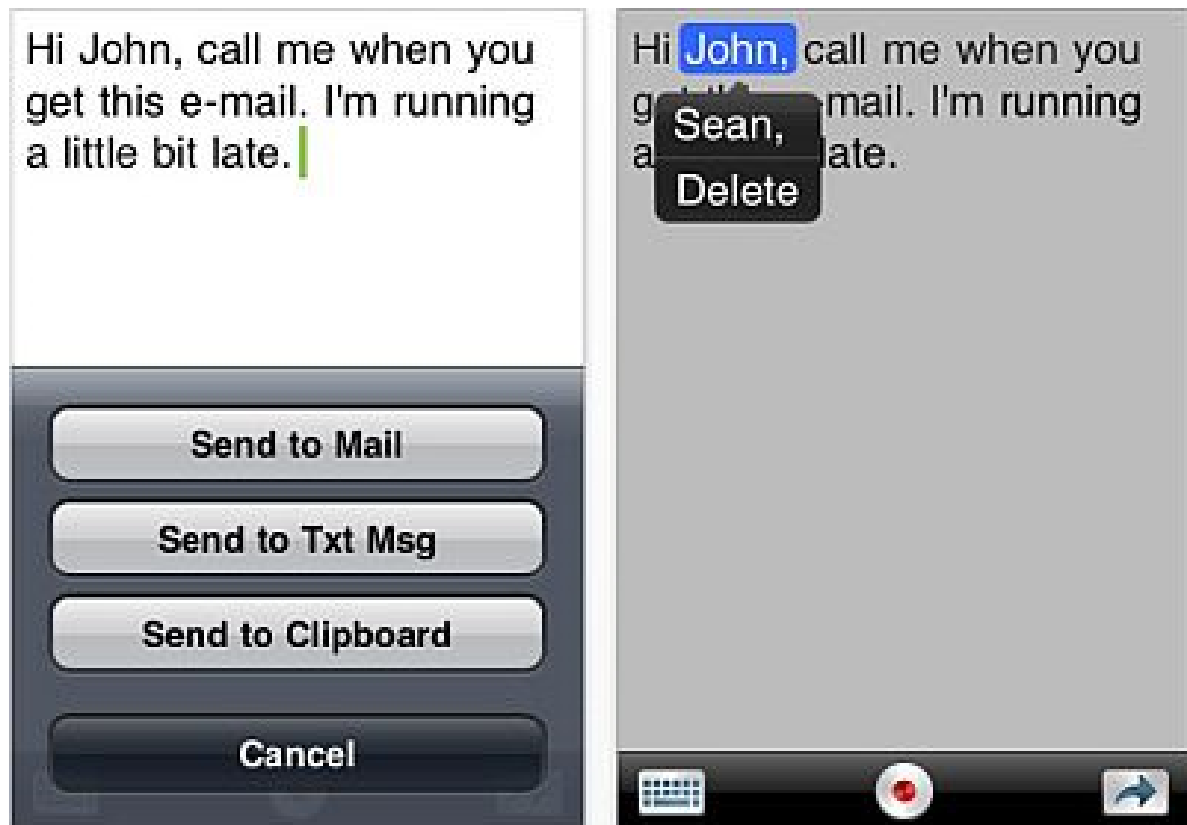 Hi John, call me when you
get this e-mail. I'm running
a little bit late.
Send to Mail
Send to Txt Msg
Send to Clipboard
Cancel
Hi John, call me when you
mail. I'm running
Sean,
late.
Delete